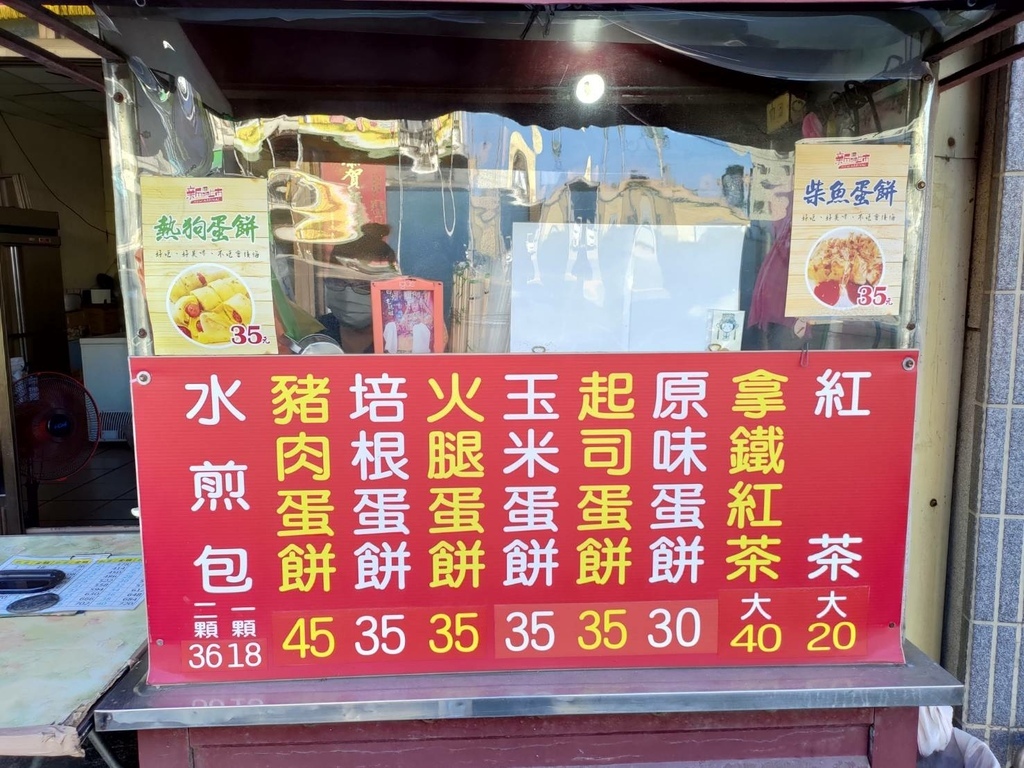 賀
熱狗蛋餅
35元
柴魚蛋餅
35元
紅茶
大
20
拿鐵紅茶
大
40
原味蛋餅
30
起司蛋餅
35
玉米蛋餅
35
火腿蛋餅
35
培根蛋餅
35
豬肉蛋餅
45
水煎包
一顆
18
二顆
36